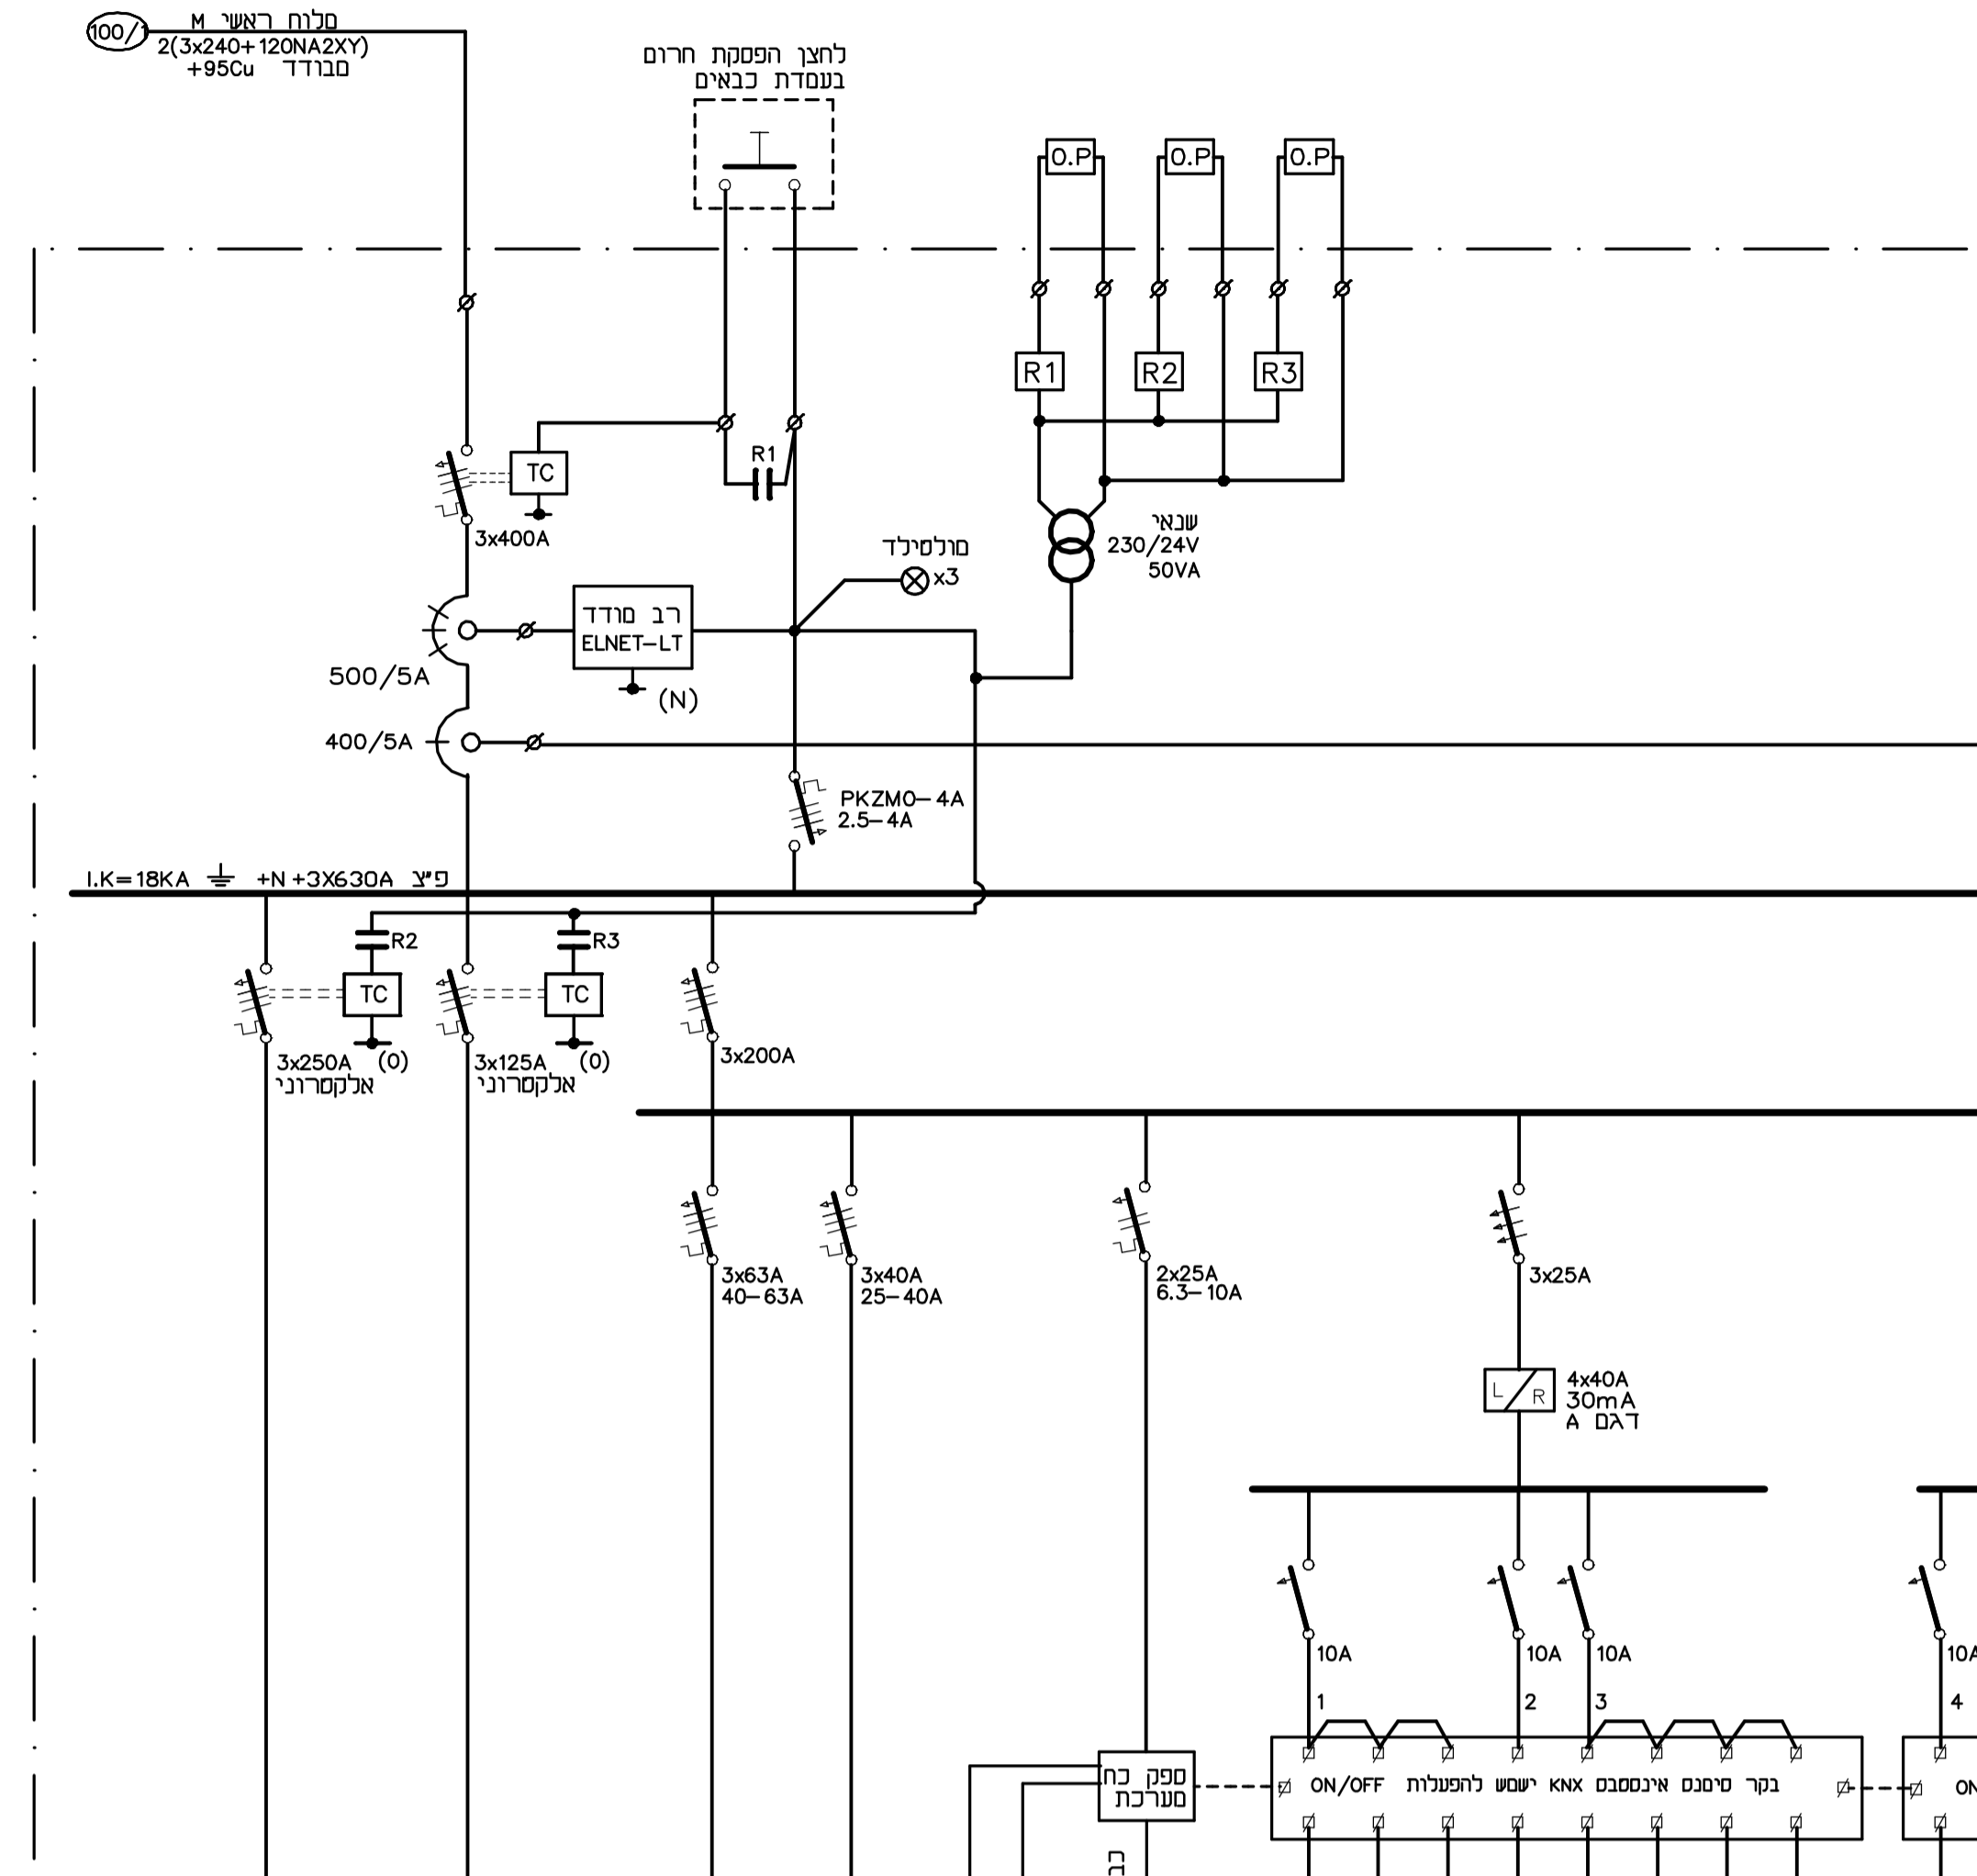 100/1
מלוח ראשי M
2(3x240+120NA2XY)
+95Cu מבודד
לחצן הפסקת חרום
בעמדת כבאים
O.P
O.P
O.P
R1
R2
R3
TC
R1
3x400A
שנאי
230/24V
50VA
מולטילד
x3
רב מודד
ELNET-LT
(N)
500/5A
400/5A
PKZM0-4A
2.5-4A
I.K=18KA
+N +3X630A פ"צ
R2
R3
TC
TC
3x250A (0)
אלקטרוני
3x125A (0)
אלקטרוני
3x200A
3x63A
40-63A
3x40A
25-40A
2x25A
6.3-10A
3x25A
L
R
4x40A
30mA
דגם A
10A
10A
10A
10A
1
2
3
4
ספק כח
מערכת
בקר סימנס אינסטבס KNX ישמש להפעלות ON/OFF